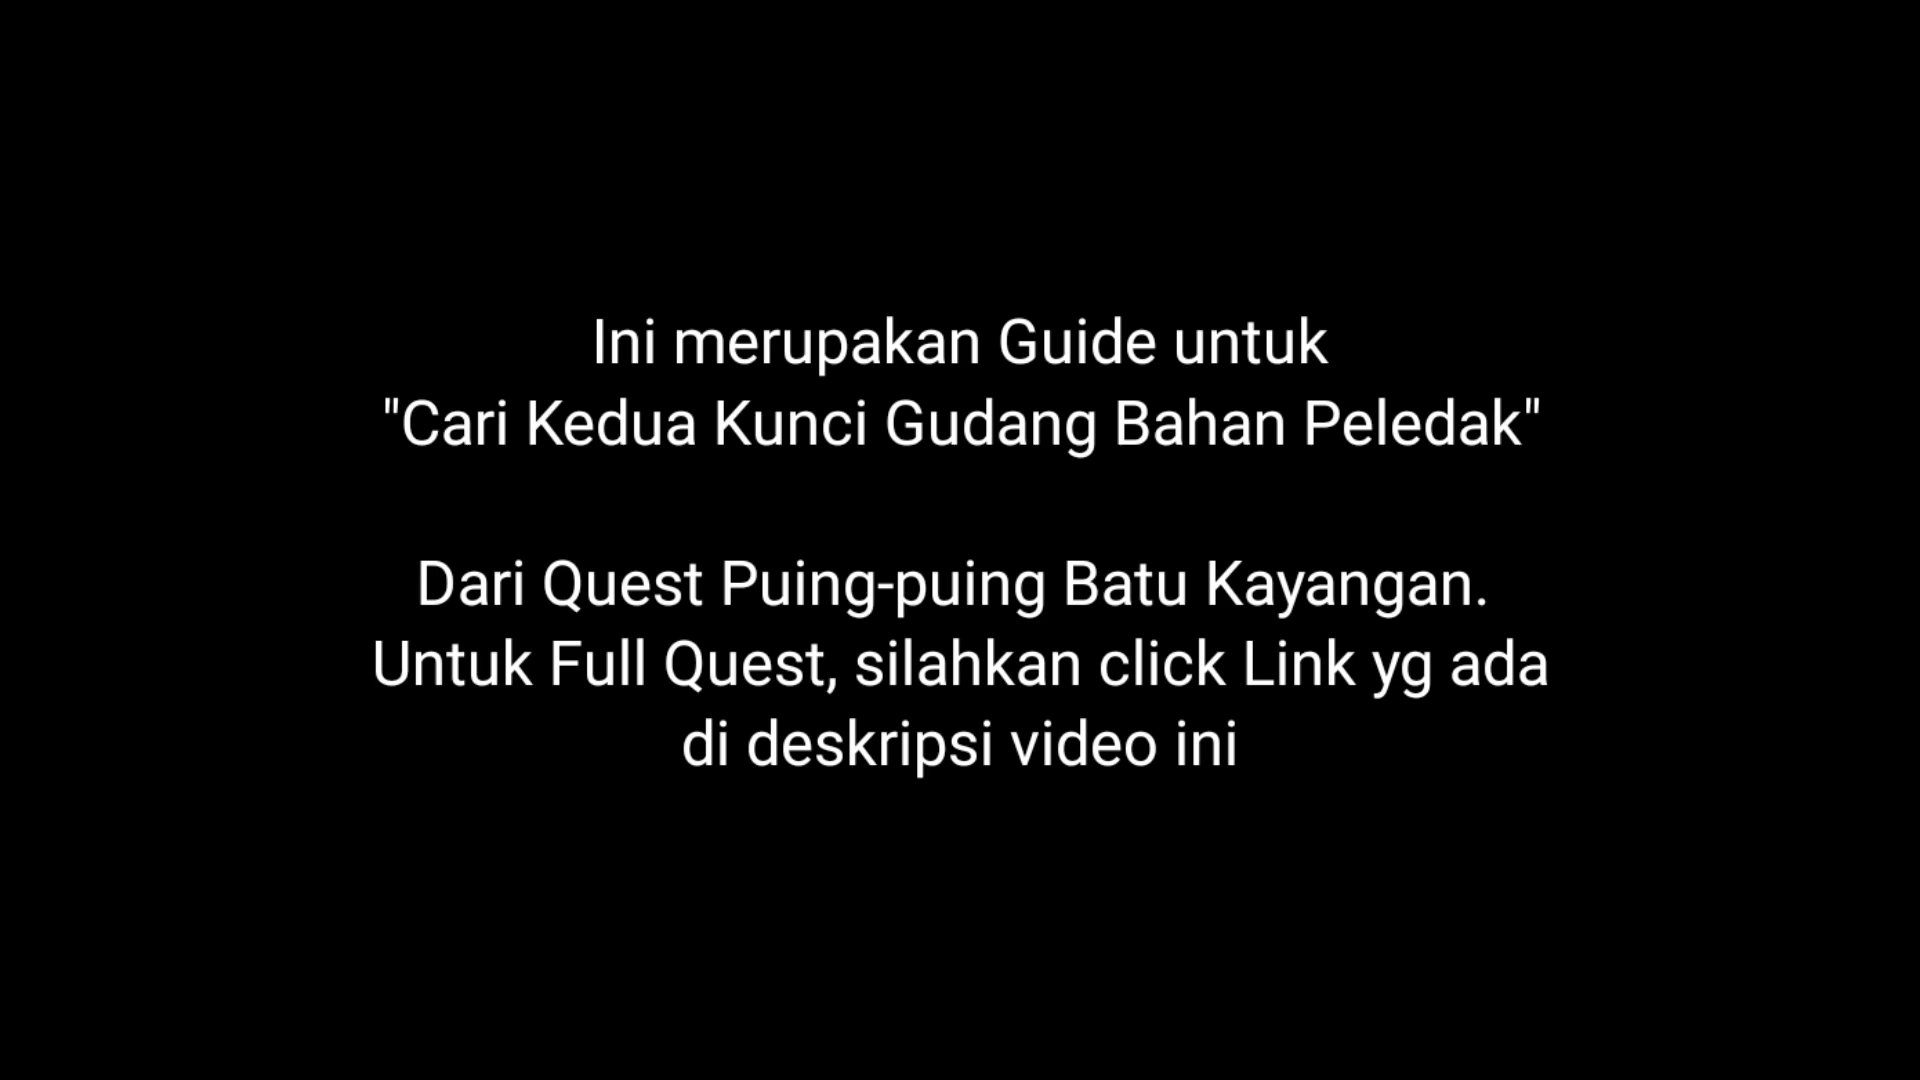 Ini merupakan Guide untuk
"Cari Kedua Kunci Gudang Bahan Peledak"
Dari Quest Puing-puing Batu Kayangan.
Untuk Full Quest, silahkan click Link yg ada
di deskripsi video ini